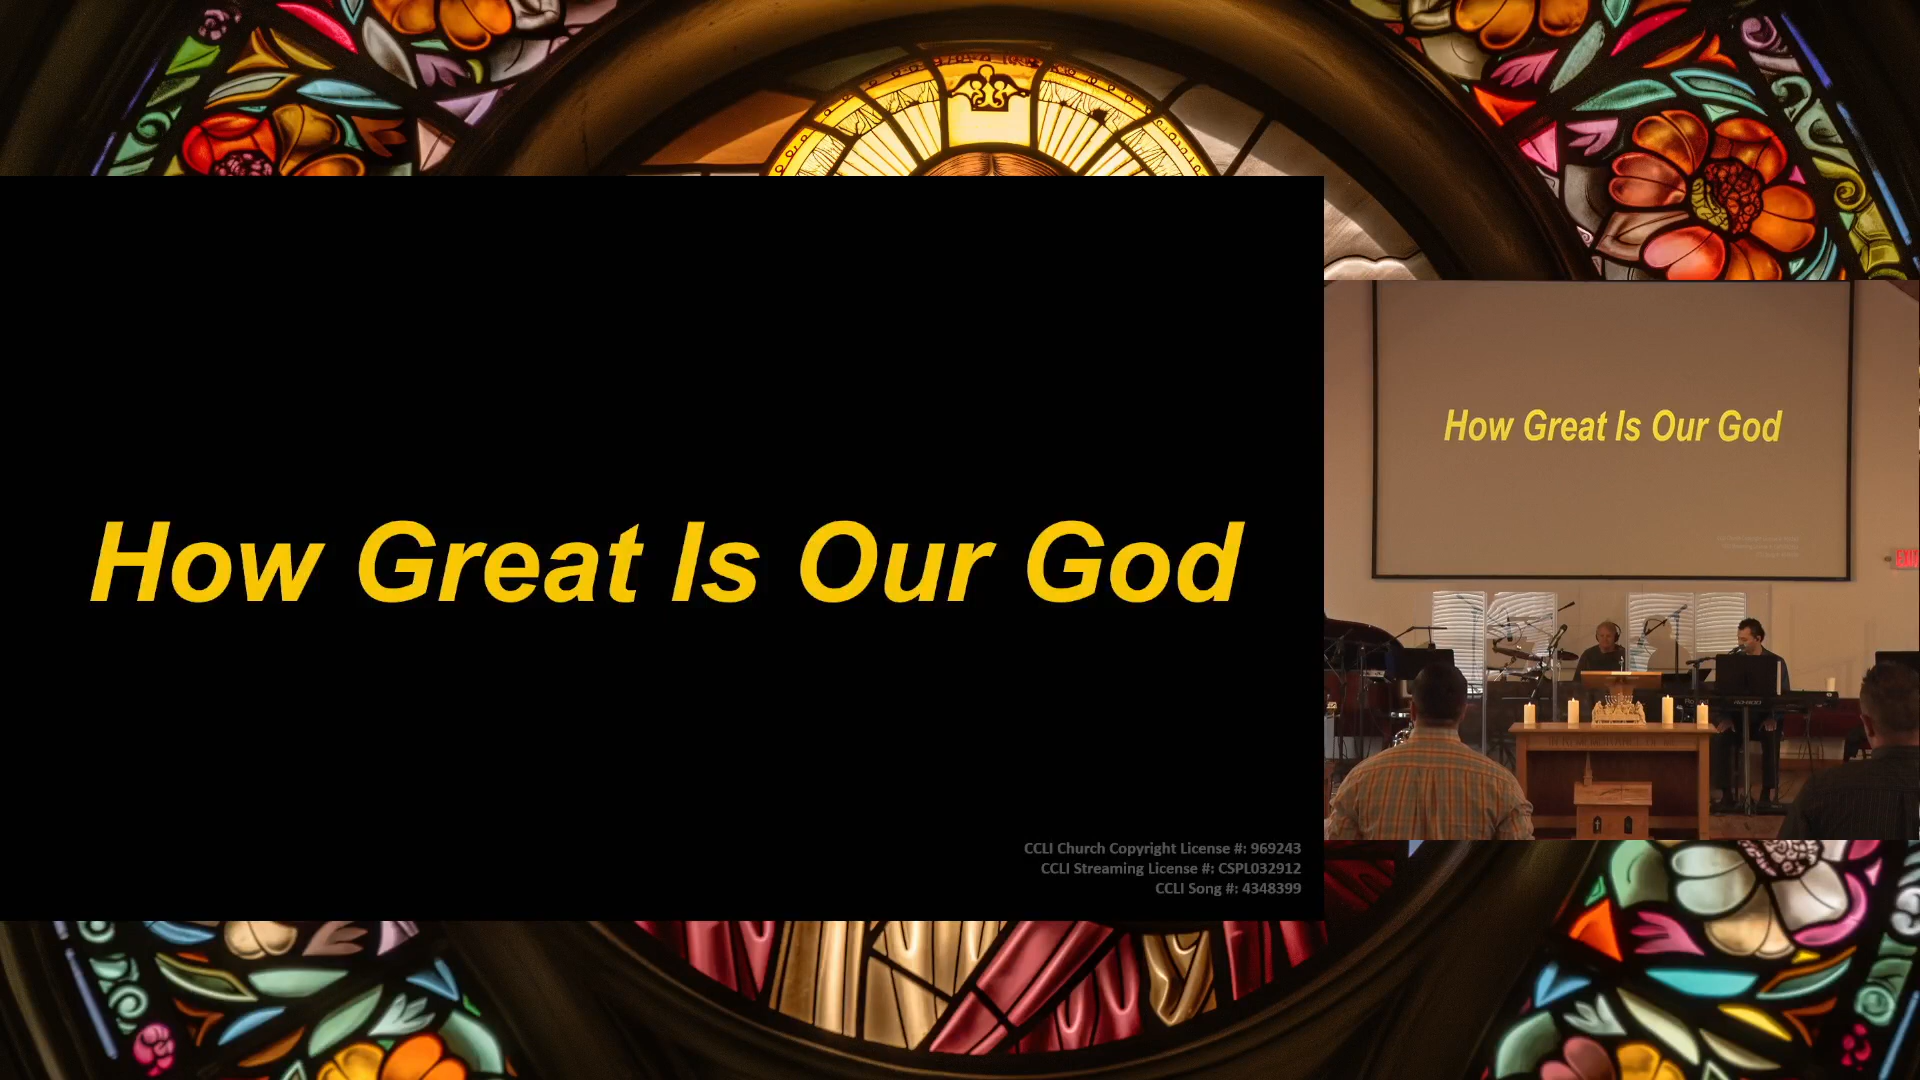 How Great Is Our God
CCLI Church Copyright License #: 969243
CCLI Streaming License #: CSPL032912
CCLI Song #: 4348399
How Great Is Our God